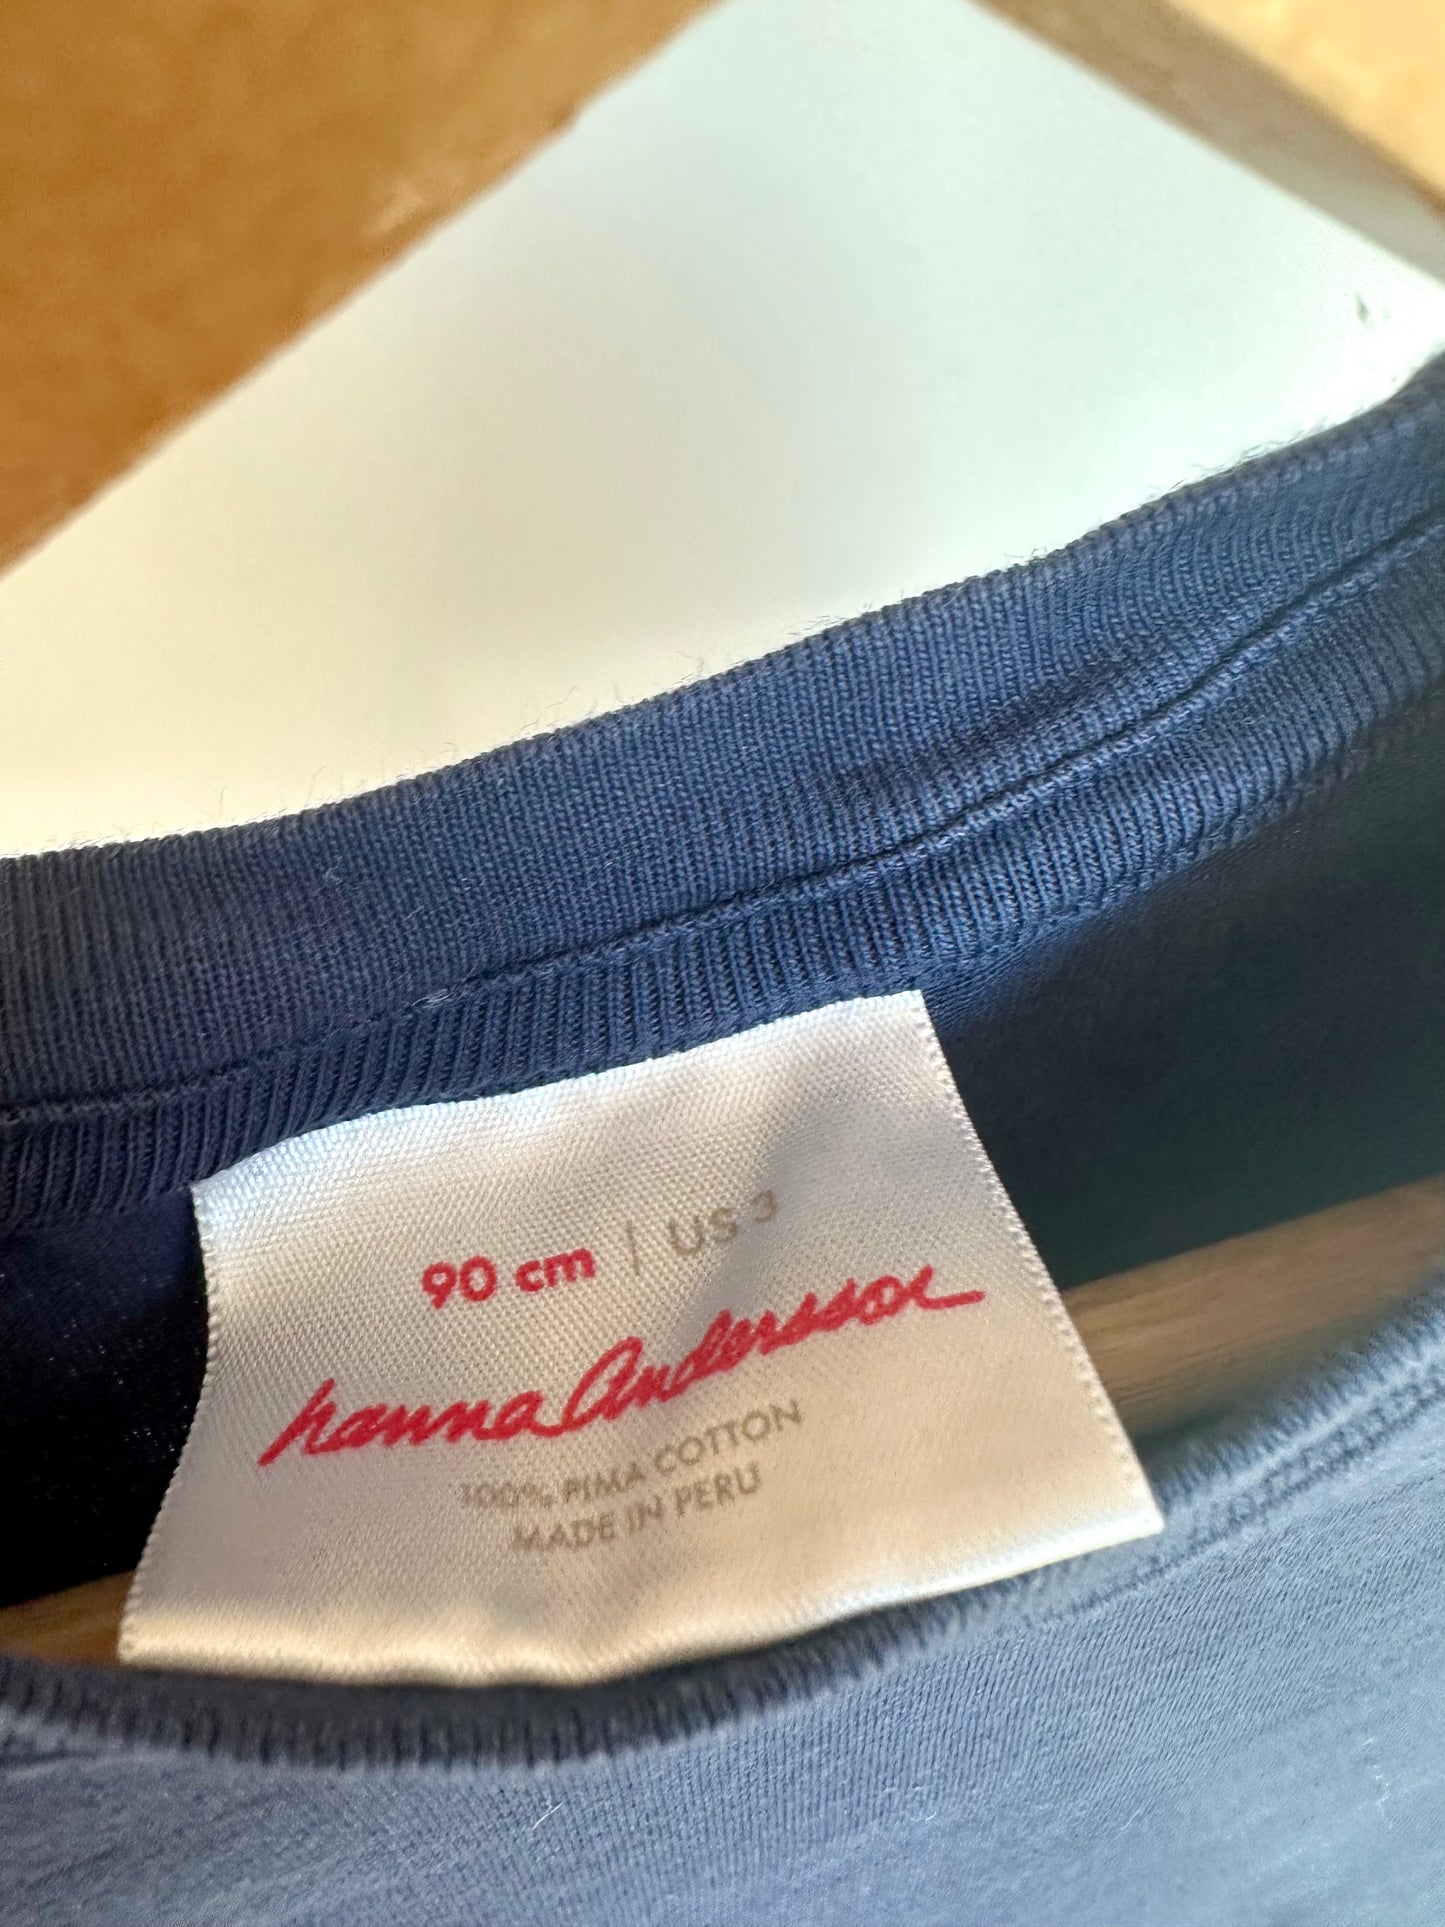 90 cm / US 3
hanna Andersson
100% PIMA COTTON
MADE IN PERU